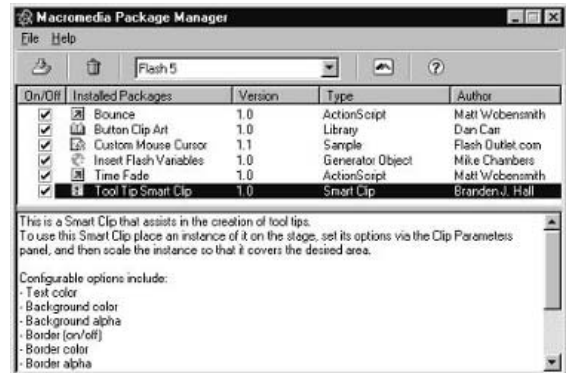 Macromedia Package Manager
File Help
Flash 5
On/Off Installed Packages Version Type Author
Bounce 1.0 ActionScript Matt Wobensmith
Button Clip Art 1.0 Library Dan Carr
Custom Mouse Cursor 1.1 Sample Flash Outlet.com
Insert Flash Variables 1.0 Generator Object Mike Chambers
Time Fade 1.0 ActionScript Matt Wobensmith
Tool Tip Smart Clip 1.0 Smart Clip Branden J. Hall
This is a Smart Clip that assists in the creation of tool tips.
To use this Smart Clip place an instance of it on the stage, set its options via the Clip Parameters
panel, and then scale the instance so that it covers the desired area.
Configurable options include:
- Text color
- Background color
- Background alpha
- Border (on/off)
- Border color
- Border alpha